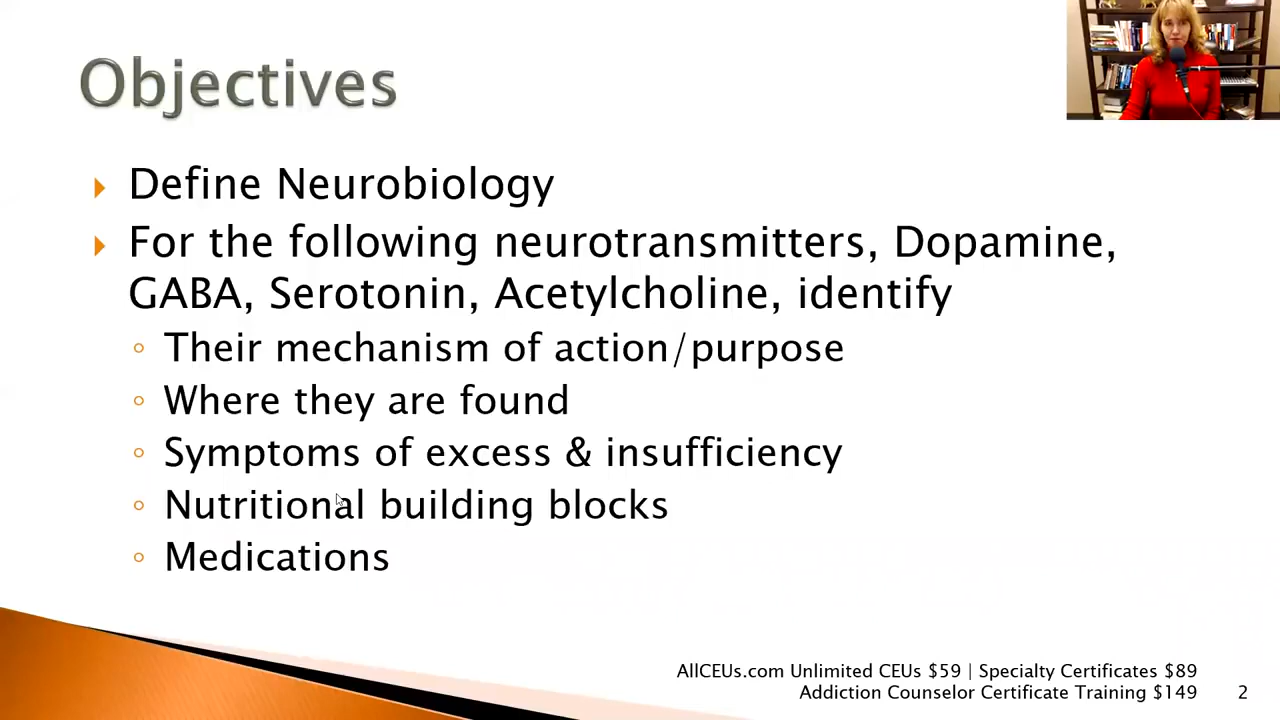 Objectives
Define Neurobiology
For the following neurotransmitters, Dopamine,
GABA, Serotonin, Acetylcholine, identify
Their mechanism of action/purpose
Where they are found
Symptoms of excess & insufficiency
Nutritional building blocks
Medications
AllCEUs.com Unlimited CEUs $59 | Specialty Certificates $89
Addiction Counselor Certificate Training $149
2